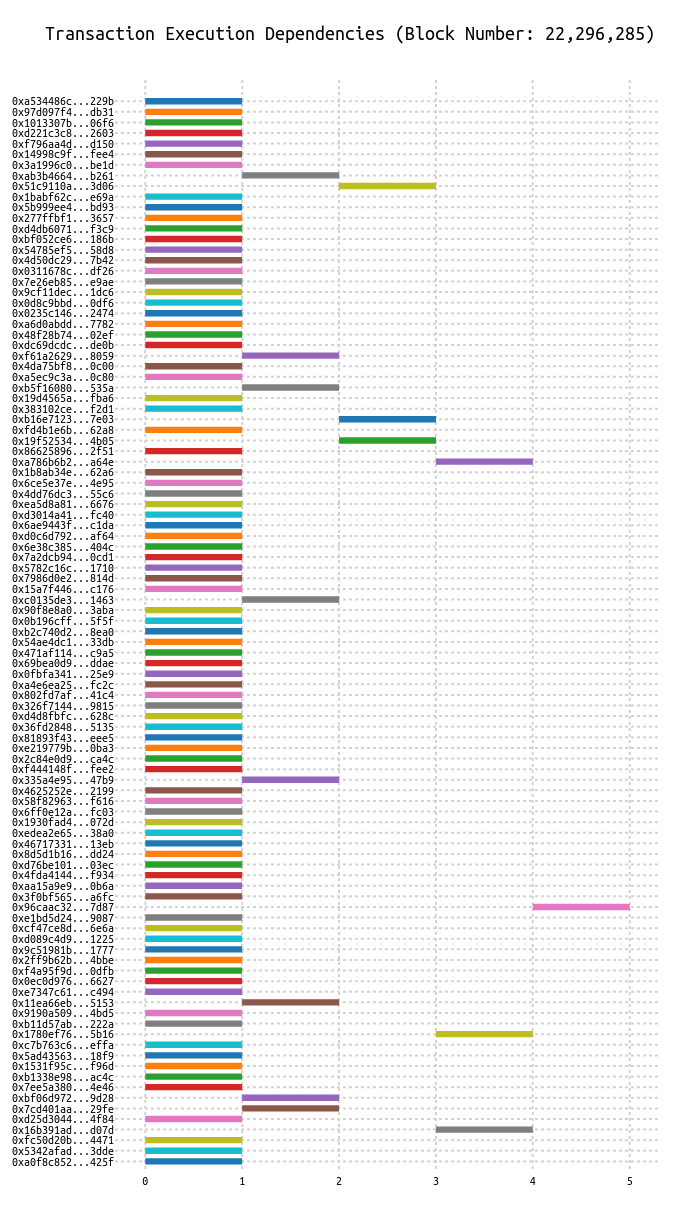 Transaction Execution Dependencies (Block Number: 22,296,285)
0xa534486c...229b
0x97d097f4...db31
0x1013307b...06f6
0xd221c3c8...2603
0xf796aa4d...d150
0x14998c9f...fee4
0x3a1996c0...be1d
0xab3b4664...b261
0x51c9110a...3d06
0x1babf62c...e69a
0x5b999ee4...bd93
0x277ffbf1...3657
0xd4db6071...f3c9
0xbf052ce6...186b
0x54785ef5...58d8
0x4d50dc29...7b42
0x0311678c...df26
0x7e26eb85...e9ae
0x9cf11dec...1dc6
0x0d8c9bbd...0df6
0x0235c146...2474
0xa6d0abdd...7782
0x48f28b74...02ef
0xdc69dcdc...de0b
0xf61a2629...8059
0x4da75bf8...0c00
0xa5ec9c3a...0c80
0xb5f16080...535a
0x19d4565a...fba6
0x383102ce...f2d1
0xb16e7123...7e03
0xfd4b1e6b...62a8
0x19f52534...4b05
0x86625896...2f51
0xa786b6b2...a64e
0x1b8ab34e...62a6
0x6ce5e37e...4e95
0x4dd76dc3...55c6
0xea5d8a81...6676
0xd3014a41...fc40
0x6ae9443f...c1da
0xd0c6d792...af64
0x6e38c385...404c
0x7a2dcb94...0cd1
0x5782c16c...1710
0x7986d0e2...814d
0x15a7f446...c176
0xc0135de3...1463
0x90f8e8a0...3aba
0x0b196cff...5f5f
0xb2c740d2...8ea0
0x54ae4dc1...33db
0x471af114...c9a5
0x69bea0d9...ddae
0x0fbfa341...25e9
0xa4e6ea25...fc2c
0x802fd7af...41c4
0x326f7144...9815
0xd4d8fbfc...628c
0x36fd2848...5135
0x81893f43...eee5
0xe219779b...0ba3
0x2c84e0d9...ca4c
0xf444148f...fee2
0x335a4e95...47b9
0x4625252e...2199
0x58f82963...f616
0x6ff0e12a...fc03
0x1930fad4...072d
0xedea2e65...38a0
0x46717331...13eb
0x8d5d1b16...dd24
0xd76be101...03ec
0x4fda4144...f934
0xaa15a9e9...0b6a
0x3f0bf565...a6fc
0x96caac32...7d87
0xe1bd5d24...9087
0xcf47ce8d...6e6a
0xd089c4d9...1225
0x9c51981b...1777
0x2ff9b62b...4bbe
0xf4a95f9d...0dfb
0x0ec0d976...6627
0xe7347c61...c494
0x11ea66eb...5153
0x9190a509...4bd5
0xb11d57ab...222a
0x1780ef76...5b16
0xc7b763c6...effa
0x5ad43563...18f9
0x1531f95c...f96d
0xb1338e98...ac4c
0x7ee5a380...4e46
0xbf06d972...9d28
0x7cd401aa...29fe
0xd25d3044...4f84
0x16b391ad...d07d
0xfc50d20b...4471
0x5342afad...3dde
0xa0f8c852...425f
0 1 2 3 4 5